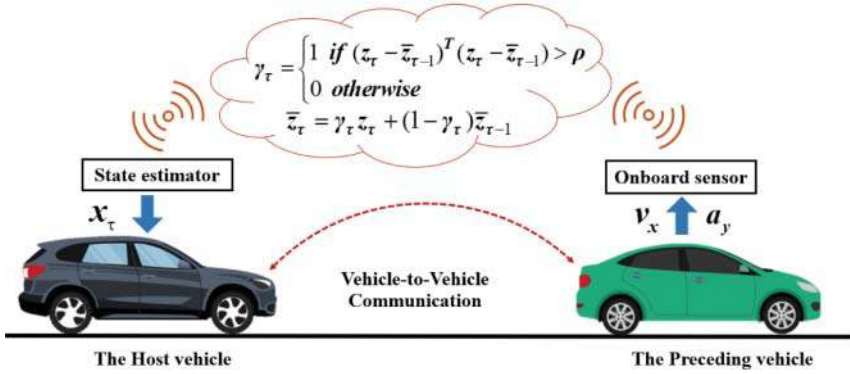 γ_τ = { 1 if (z_τ − z̅_{τ−1})^T (z_τ − z̅_{τ−1}) > ρ
0 otherwise
z̅_τ = γ_τ z_τ + (1 − γ_τ) z̅_{τ−1}
State estimator
Onboard sensor
x_τ
v_x a_y
Vehicle-to-Vehicle
Communication
The Host vehicle
The Preceding vehicle